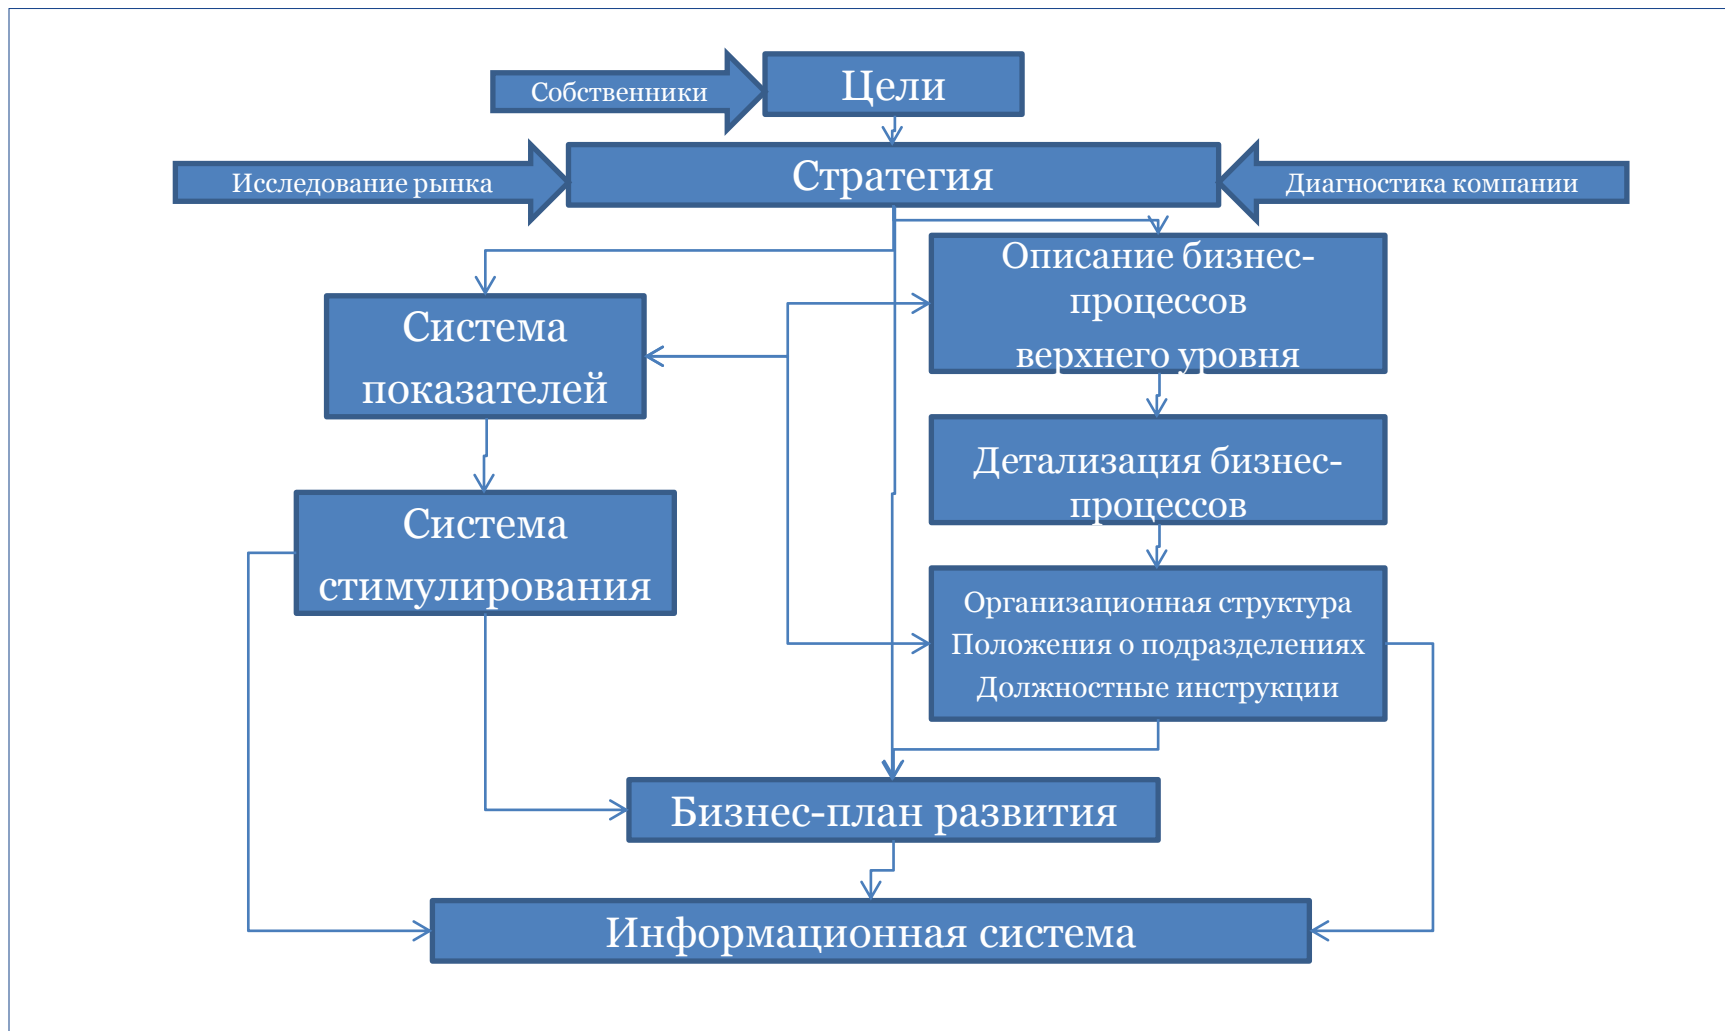 Собственники
Цели
Исследование рынка
Стратегия
Диагностика компании
Описание бизнес-
процессов
верхнего уровня
Система
показателей
Детализация бизнес-
процессов
Система
стимулирования
Организационная структура
Положения о подразделениях
Должностные инструкции
Бизнес-план развития
Информационная система